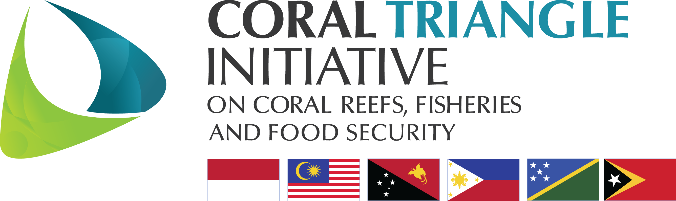 CORAL TRIANGLE
INITIATIVE
ON CORAL REEFS, FISHERIES
AND FOOD SECURITY